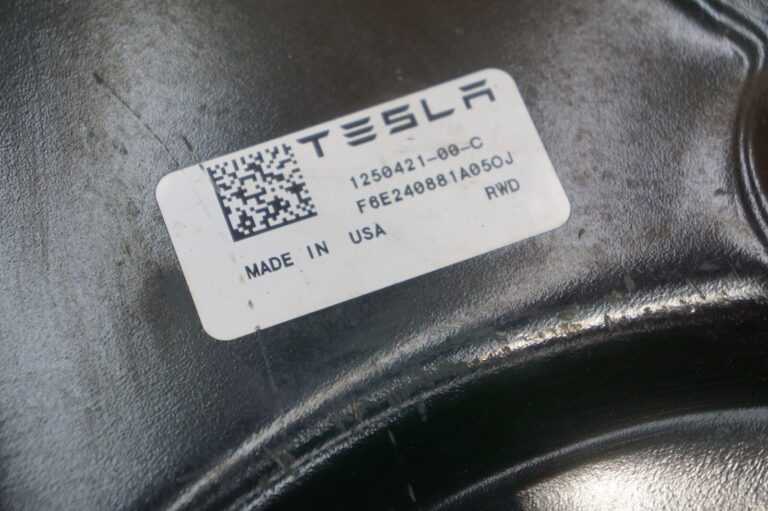 TESLA
1250421-00-C
F6E240881A050J
RWD
MADE IN USA